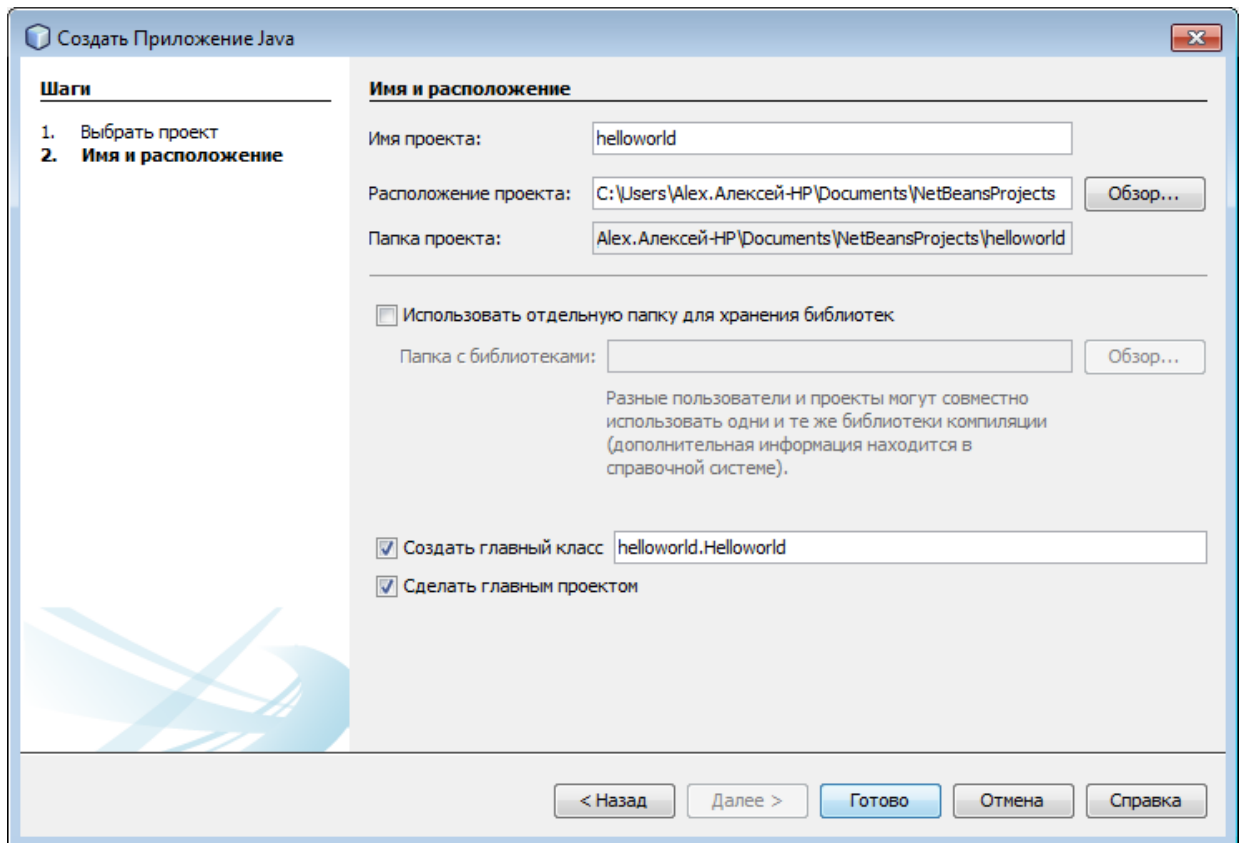 Создать Приложение Java
Шаги
1. Выбрать проект
2. Имя и расположение
Имя и расположение
Имя проекта: helloworld
Расположение проекта: C:\Users\Alex.Алексей-HP\Documents\NetBeansProjects Обзор...
Папка проекта: Alex.Алексей-HP\Documents\NetBeansProjects\helloworld
Использовать отдельную папку для хранения библиотек
Папка с библиотеками: Обзор...
Разные пользователи и проекты могут совместно
использовать одни и те же библиотеки компиляции
(дополнительная информация находится в
справочной системе).
Создать главный класс helloworld.Helloworld
Сделать главным проектом
< Назад Далее > Готово Отмена Справка